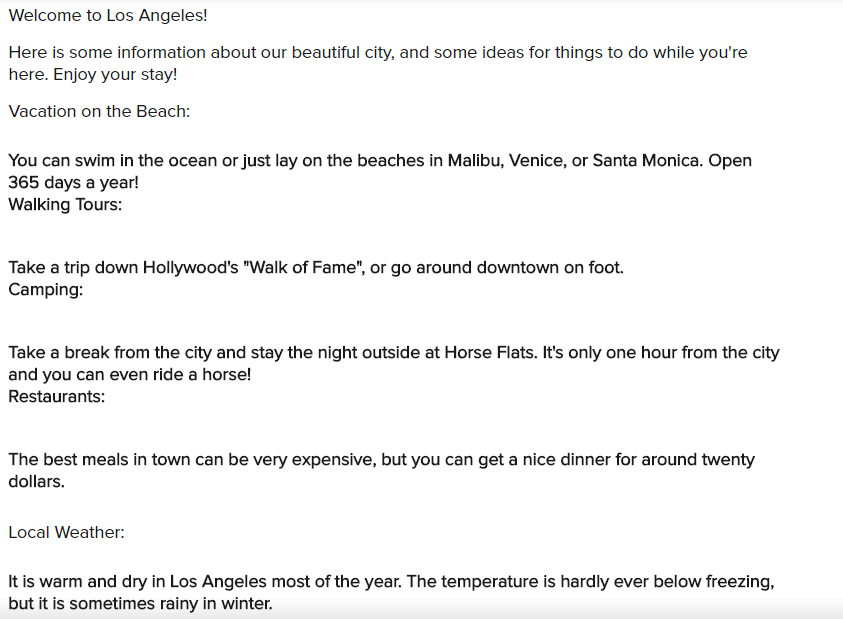 Welcome to Los Angeles!
Here is some information about our beautiful city, and some ideas for things to do while you're
here. Enjoy your stay!
Vacation on the Beach:
You can swim in the ocean or just lay on the beaches in Malibu, Venice, or Santa Monica. Open
365 days a year!
Walking Tours:
Take a trip down Hollywood's "Walk of Fame", or go around downtown on foot.
Camping:
Take a break from the city and stay the night outside at Horse Flats. It's only one hour from the city
and you can even ride a horse!
Restaurants:
The best meals in town can be very expensive, but you can get a nice dinner for around twenty
dollars.
Local Weather:
It is warm and dry in Los Angeles most of the year. The temperature is hardly ever below freezing,
but it is sometimes rainy in winter.